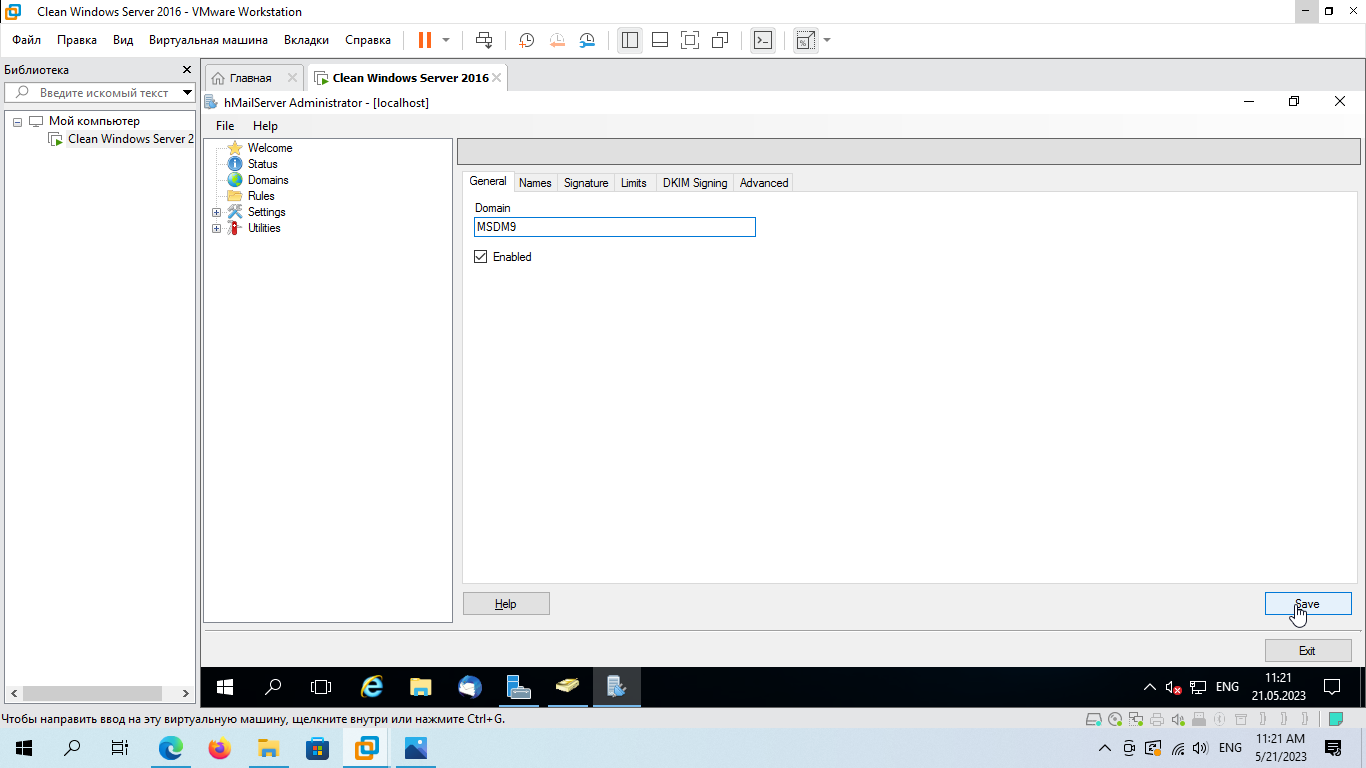 Clean Windows Server 2016 - VMware Workstation
Файл Правка Вид Виртуальная машина Вкладки Справка
Библиотека
Введите искомый текст
Мой компьютер
Clean Windows Server 2
Главная
Clean Windows Server 2016
hMailServer Administrator - [localhost]
File Help
Welcome
Status
Domains
Rules
Settings
Utilities
General Names Signature Limits DKIM Signing Advanced
Domain
MSDM9
Enabled
Help
Save
Exit
ENG
11:21
21.05.2023
Чтобы направить ввод на эту виртуальную машину, щелкните внутри или нажмите Ctrl+G.
ENG
11:21 AM
5/21/2023